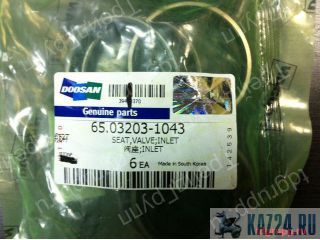 DOOSAN
Genuine parts
65.03203-1043
SEAT,VALVE;INLET
阀座;INLET
6 EA
Made in South Korea
142539
KAZ24.RU